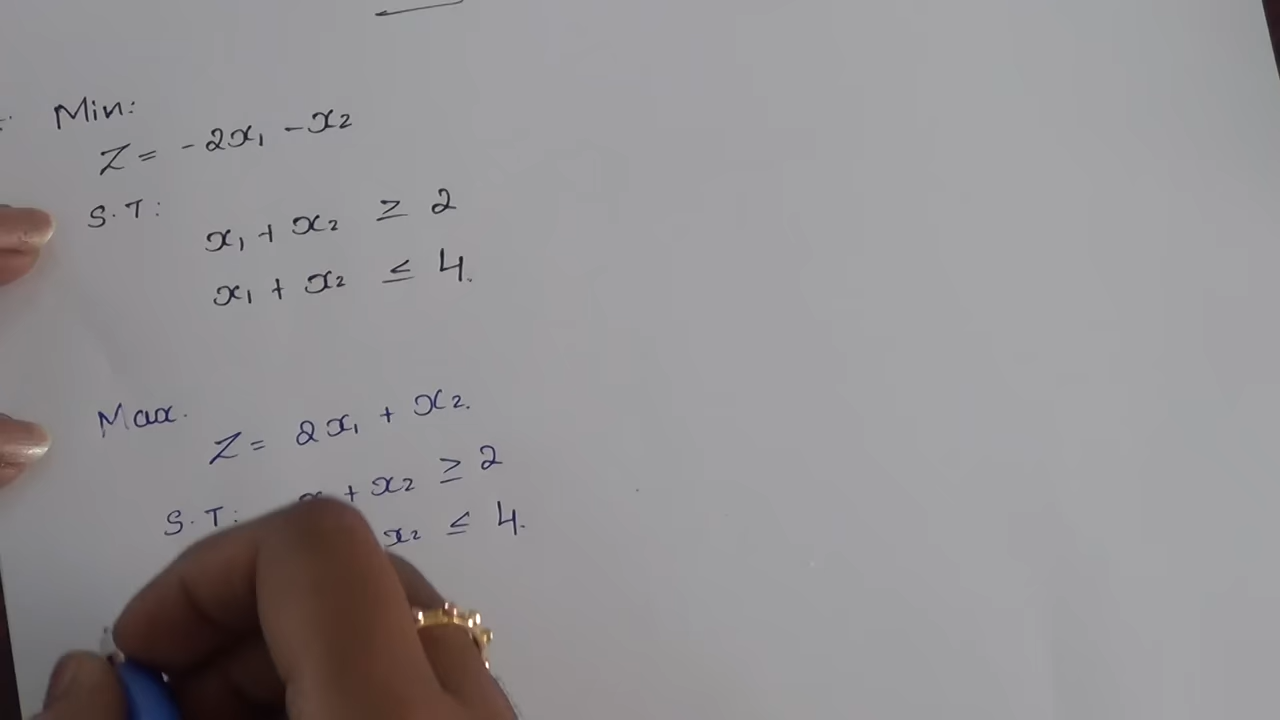 Min:
Z = -2x₁ - x₂
S.T:
x₁ + x₂ ≥ 2
x₁ + x₂ ≤ 4.
Max.
Z = 2x₁ + x₂.
S.T: x + x₂ ≥ 2
x₂ ≤ 4.